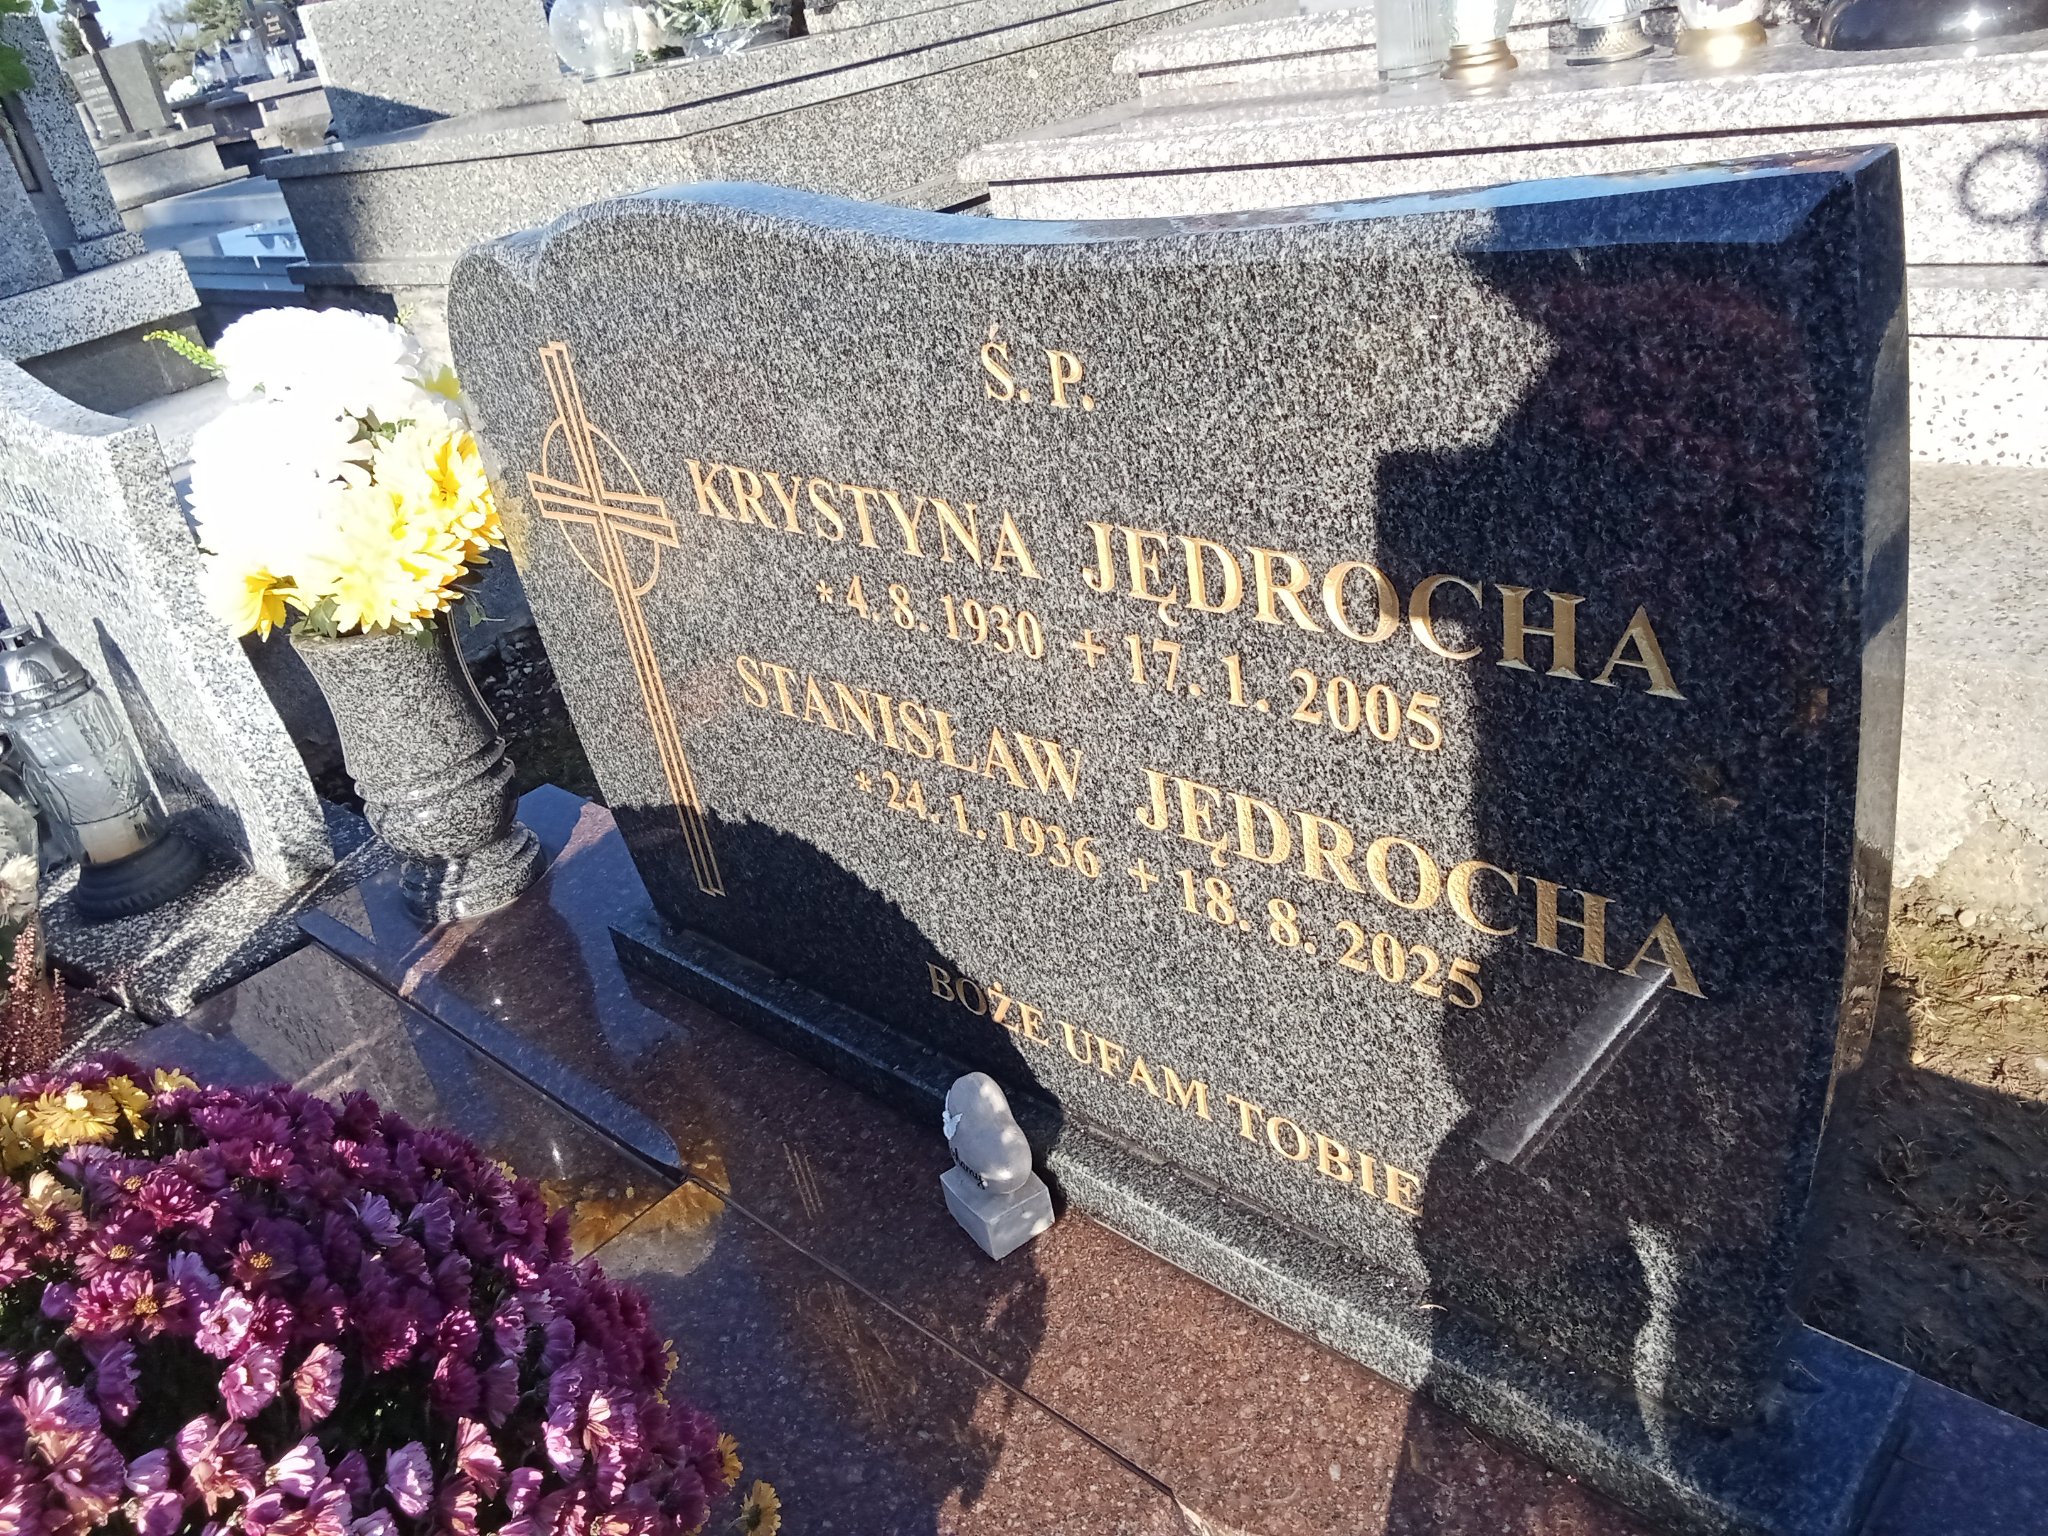 Ś. P.
KRYSTYNA JĘDROCHA
* 4. 8. 1930 + 17. 1. 2005
STANISŁAW JĘDROCHA
* 24. 1. 1936 + 18. 8. 2025
BOŻE UFAM TOBIE